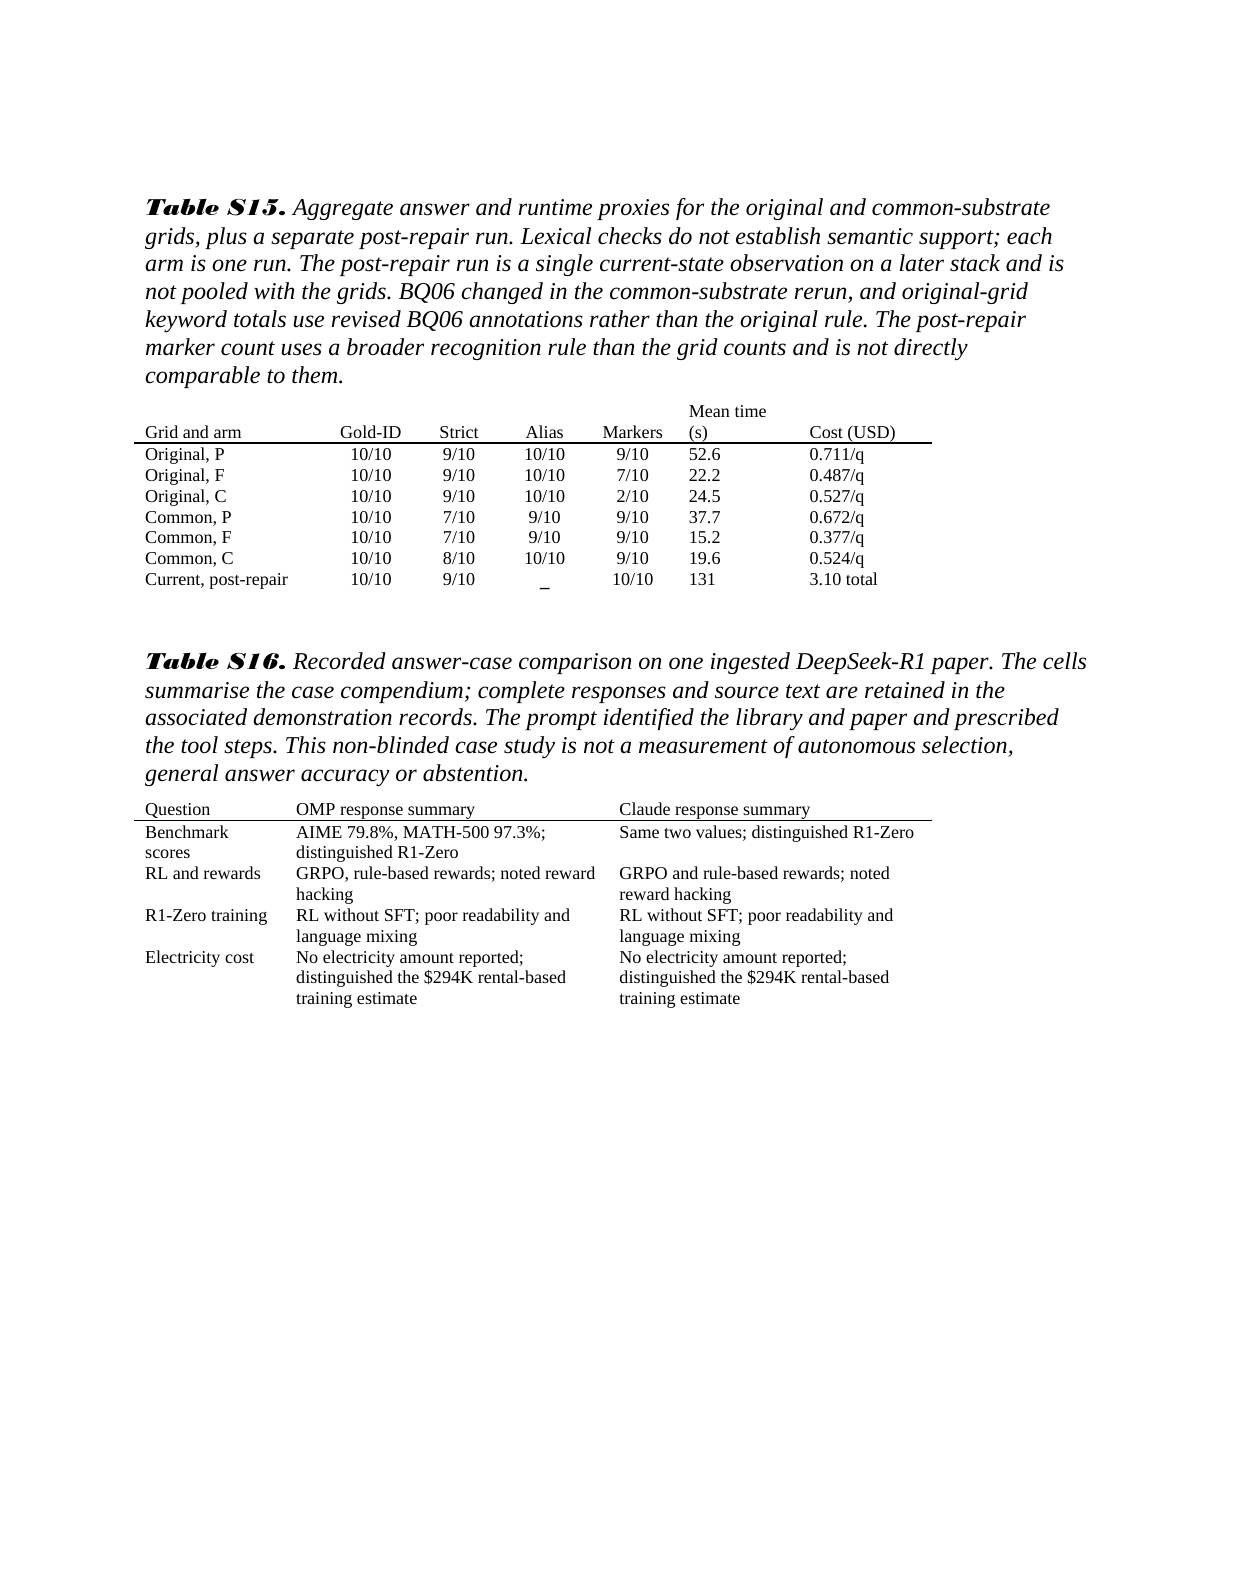 Table S15. Aggregate answer and runtime proxies for the original and common-substrate
grids, plus a separate post-repair run. Lexical checks do not establish semantic support; each
arm is one run. The post-repair run is a single current-state observation on a later stack and is
not pooled with the grids. BQ06 changed in the common-substrate rerun, and original-grid
keyword totals use revised BQ06 annotations rather than the original rule. The post-repair
marker count uses a broader recognition rule than the grid counts and is not directly
comparable to them.
Mean time
Grid and arm Gold-ID Strict Alias Markers (s) Cost (USD)
Original, P 10/10 9/10 10/10 9/10 52.6 0.711/q
Original, F 10/10 9/10 10/10 7/10 22.2 0.487/q
Original, C 10/10 9/10 10/10 2/10 24.5 0.527/q
Common, P 10/10 7/10 9/10 9/10 37.7 0.672/q
Common, F 10/10 7/10 9/10 9/10 15.2 0.377/q
Common, C 10/10 8/10 10/10 9/10 19.6 0.524/q
Current, post-repair 10/10 9/10 – 10/10 131 3.10 total
Table S16. Recorded answer-case comparison on one ingested DeepSeek-R1 paper. The cells
summarise the case compendium; complete responses and source text are retained in the
associated demonstration records. The prompt identified the library and paper and prescribed
the tool steps. This non-blinded case study is not a measurement of autonomous selection,
general answer accuracy or abstention.
Question OMP response summary Claude response summary
Benchmark AIME 79.8%, MATH-500 97.3%; Same two values; distinguished R1-Zero
scores distinguished R1-Zero
RL and rewards GRPO, rule-based rewards; noted reward GRPO and rule-based rewards; noted
hacking reward hacking
R1-Zero training RL without SFT; poor readability and RL without SFT; poor readability and
language mixing language mixing
Electricity cost No electricity amount reported; No electricity amount reported;
distinguished the $294K rental-based distinguished the $294K rental-based
training estimate training estimate